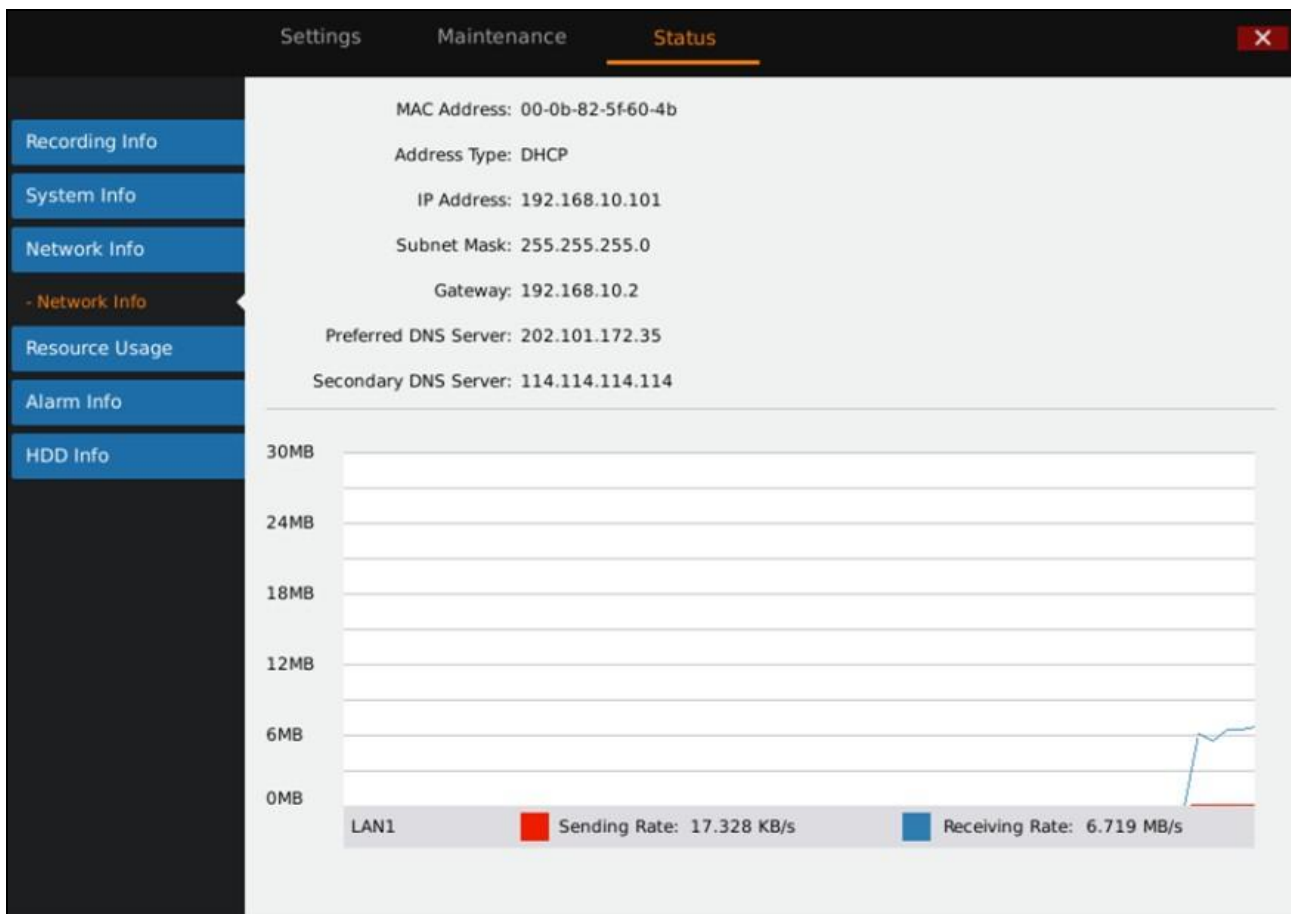 Settings Maintenance Status
Recording Info
System Info
Network Info
- Network Info
Resource Usage
Alarm Info
HDD Info
MAC Address: 00-0b-82-5f-60-4b
Address Type: DHCP
IP Address: 192.168.10.101
Subnet Mask: 255.255.255.0
Gateway: 192.168.10.2
Preferred DNS Server: 202.101.172.35
Secondary DNS Server: 114.114.114.114
30MB
24MB
18MB
12MB
6MB
0MB
LAN1 Sending Rate: 17.328 KB/s Receiving Rate: 6.719 MB/s